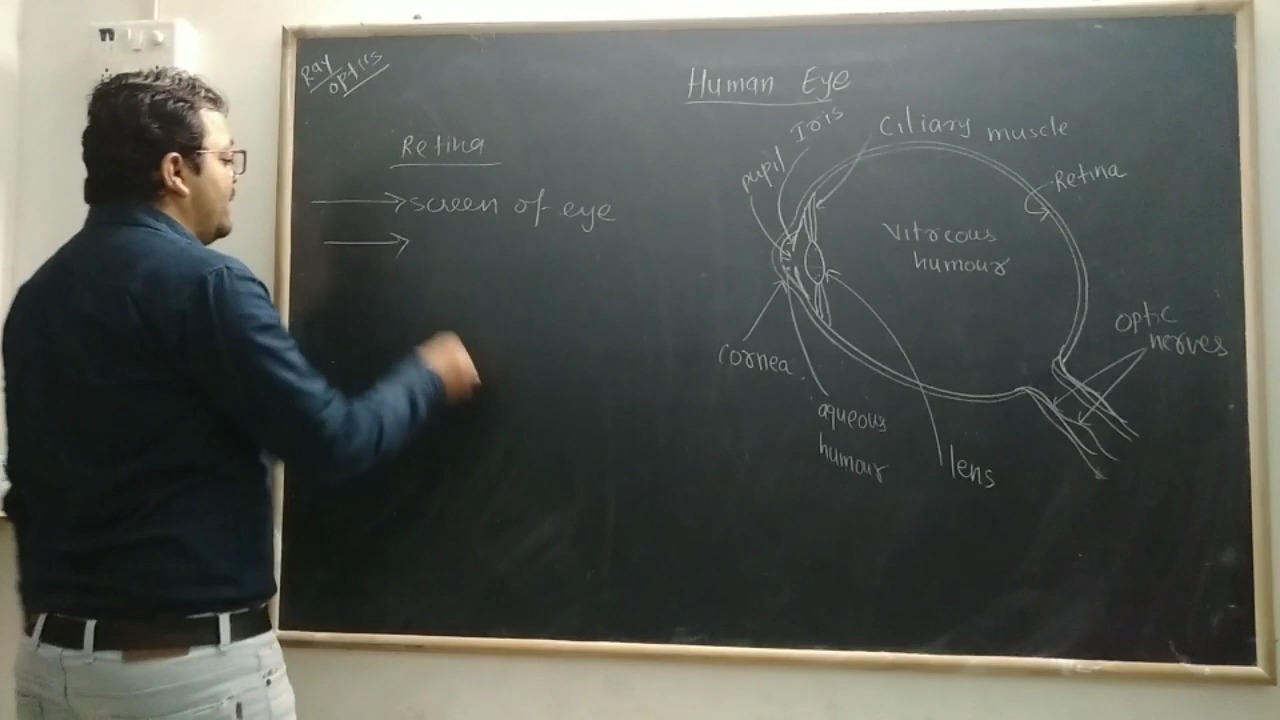 Ray
optics
Human Eye
Retina
screen of eye
pupil
Iris
Ciliary muscle
Retina
Vitreous
humour
optic
nerves
cornea
aqueous
humour
lens